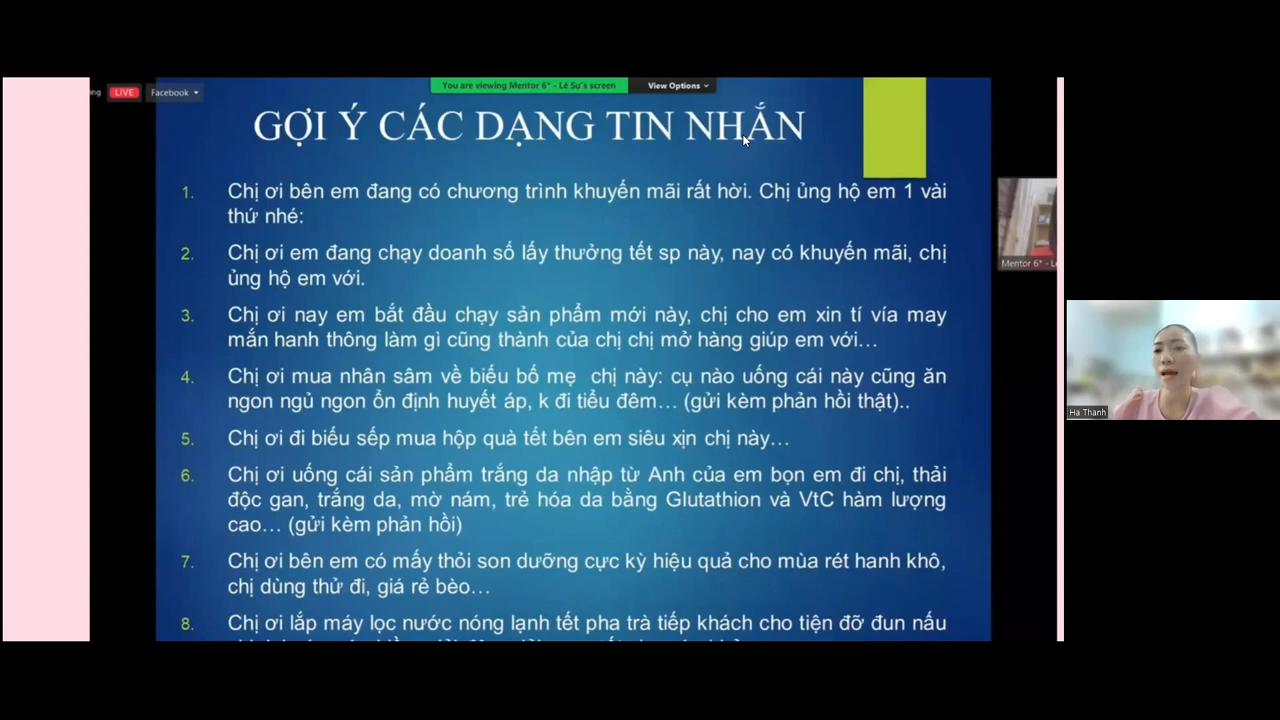 ng LIVE Facebook
You are viewing Mentor 6* - Lê Sự's screen View Options
GỢI Ý CÁC DẠNG TIN NHẮN
1. Chị ơi bên em đang có chương trình khuyến mãi rất hời. Chị ủng hộ em 1 vài
thứ nhé:
2. Chị ơi em đang chạy doanh số lấy thưởng tết sp này, nay có khuyến mãi, chị
ủng hộ em với.
3. Chị ơi nay em bắt đầu chạy sản phẩm mới này, chị cho em xin tí vía may
mắn hanh thông làm gì cũng thành của chị chị mở hàng giúp em với…
4. Chị ơi mua nhân sâm về biếu bố mẹ chị này: cụ nào uống cái này cũng ăn
ngon ngủ ngon ổn định huyết áp, k đi tiểu đêm… (gửi kèm phản hồi thật)..
5. Chị ơi đi biếu sếp mua hộp quà tết bên em siêu xịn chị này…
6. Chị ơi uống cái sản phẩm trắng da nhập từ Anh của em bọn em đi chị, thải
độc gan, trắng da, mờ nám, trẻ hóa da bằng Glutathion và VtC hàm lượng
cao… (gửi kèm phản hồi)
7. Chị ơi bên em có mấy thỏi son dưỡng cực kỳ hiệu quả cho mùa rét hanh khô,
chị dùng thử đi, giá rẻ bèo…
8. Chị ơi lắp máy lọc nước nóng lạnh tết pha trà tiếp khách cho tiện đỡ đun nấu
Mentor 6* - Lê
Ha Thanh